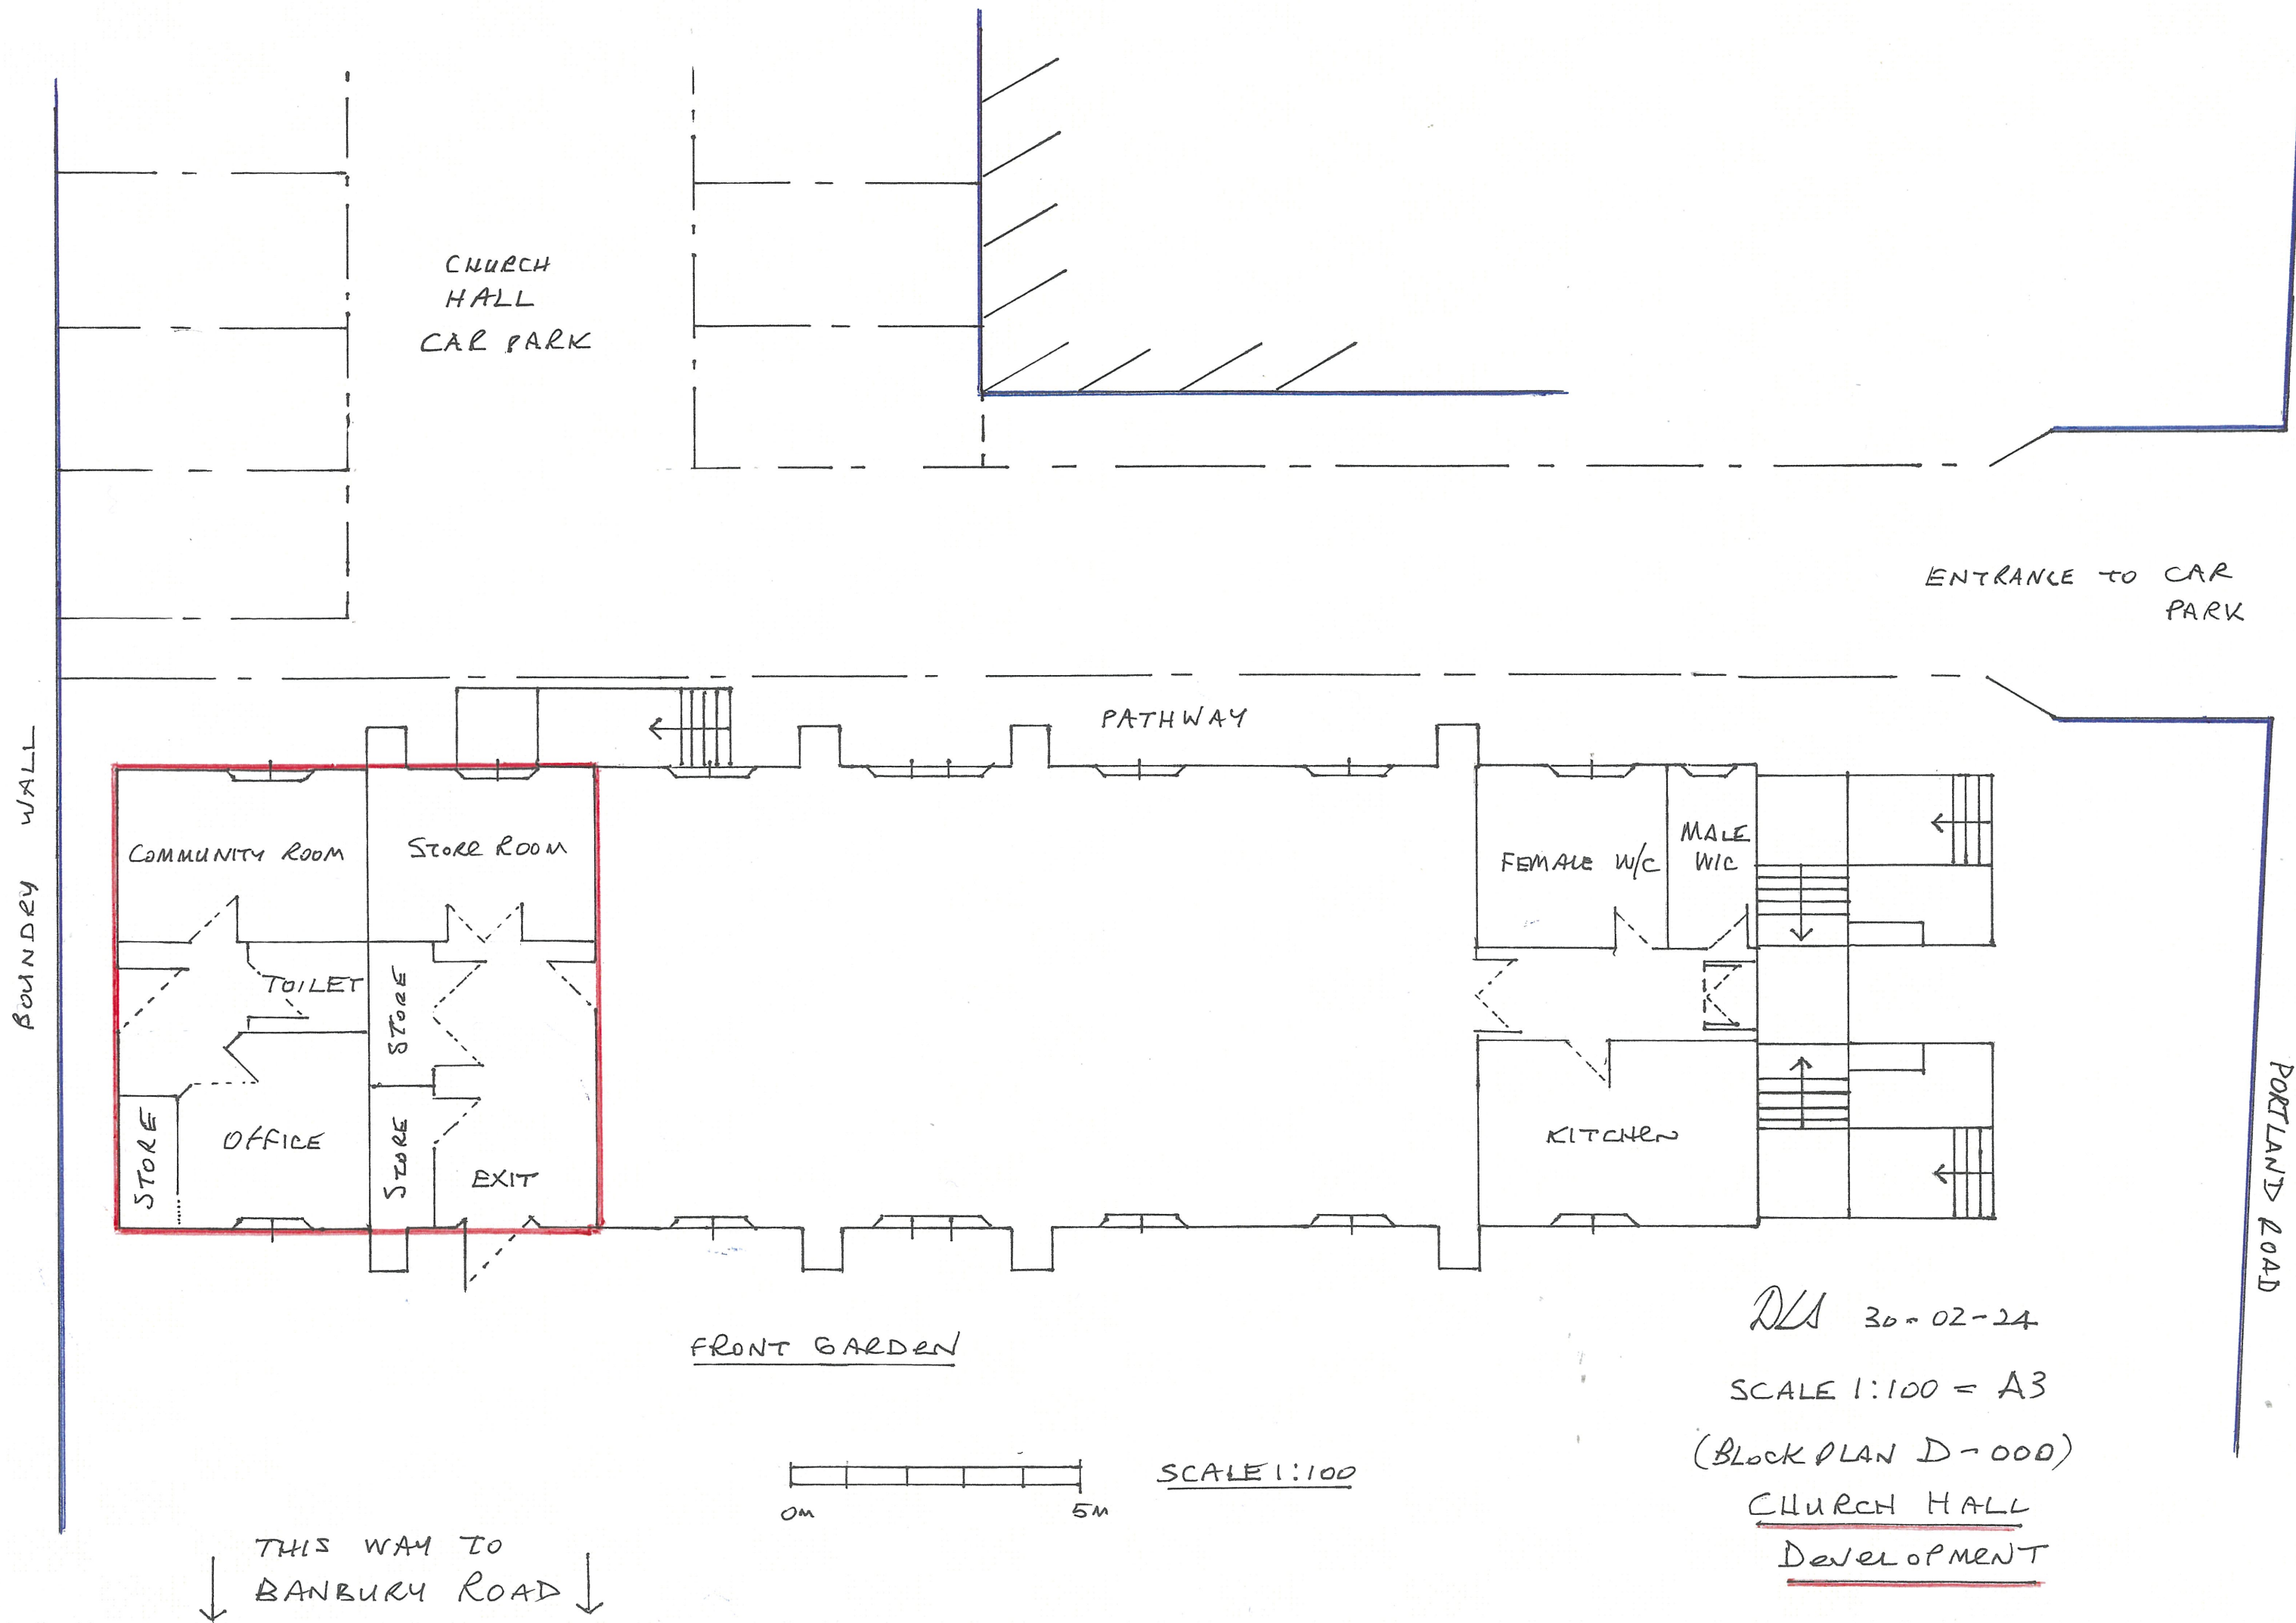 CHURCH
HALL
CAR PARK
ENTRANCE TO CAR
PARK
PATHWAY
BOUNDRY WALL
COMMUNITY ROOM
STORE ROOM
FEMALE W/C
MALE
W/C
TOILET
STORE
STORE
STORE
OFFICE
EXIT
KITCHEN
PORTLAND ROAD
FRONT GARDEN
30-02-24
SCALE 1:100 = A3
(BLOCK PLAN D-000)
CHURCH HALL
DEVELOPMENT
SCALE 1:100
0M
5M
THIS WAY TO
BANBURY ROAD